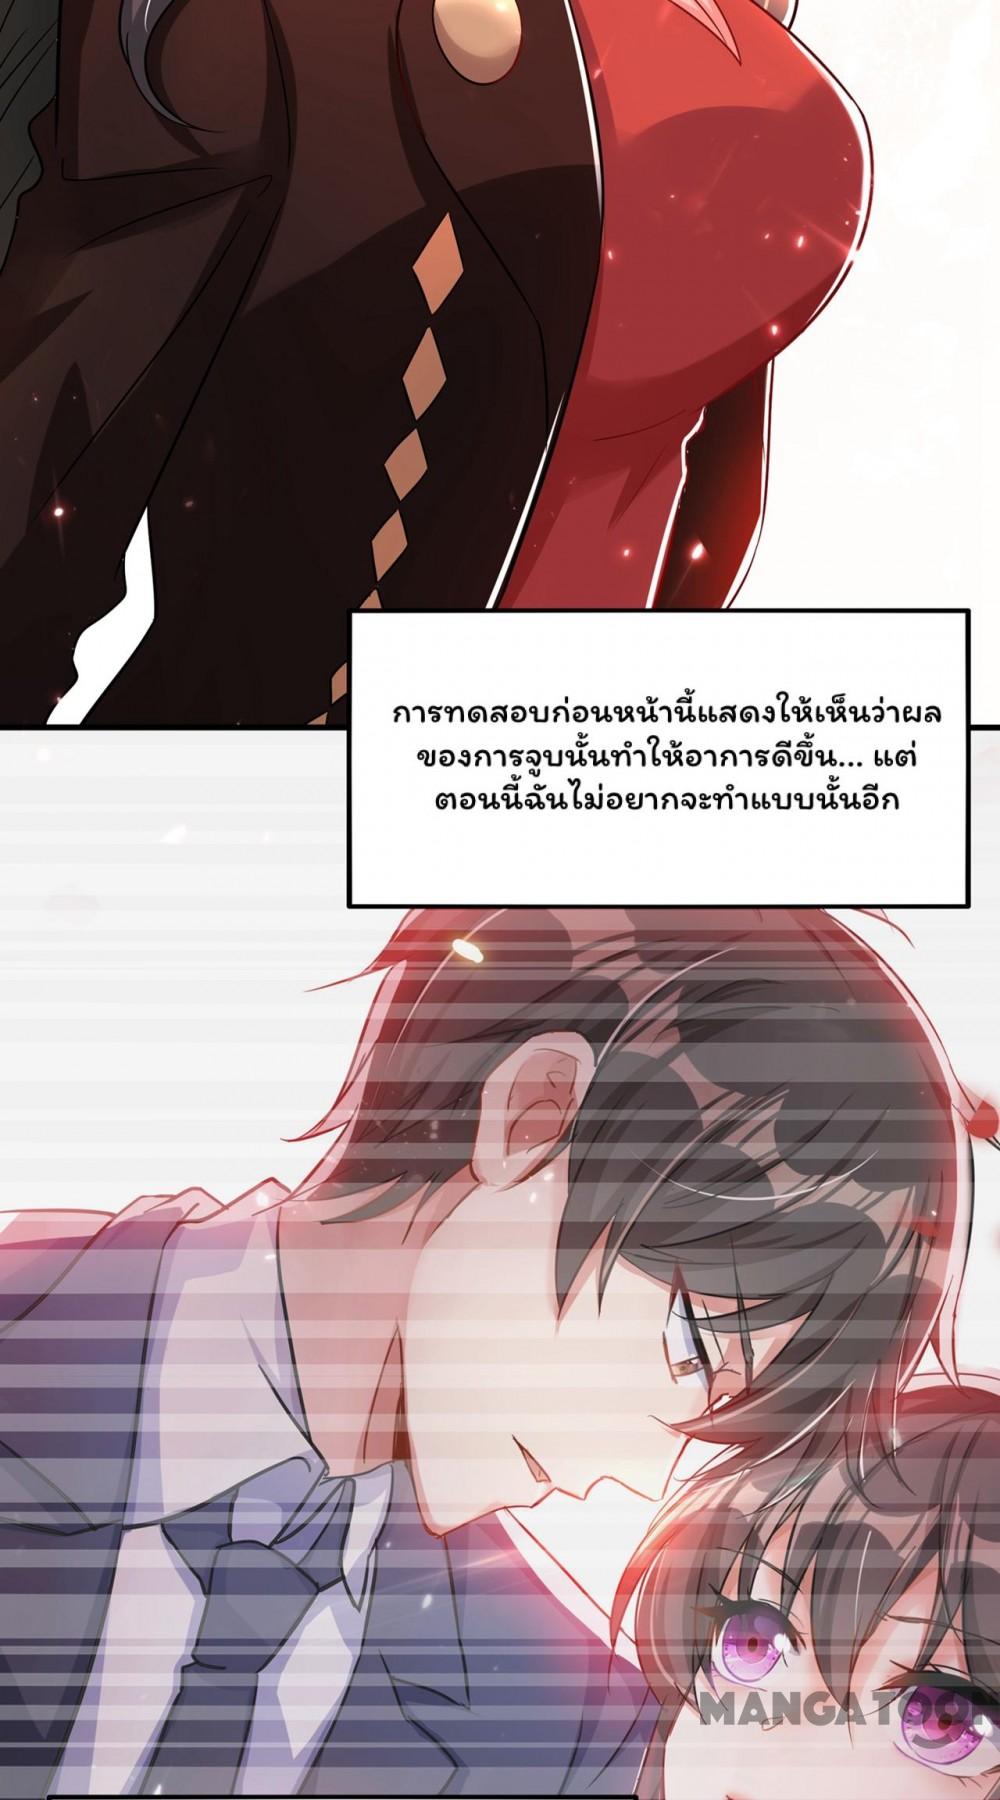 การทดสอบก่อนหน้านี้แสดงให้เห็นว่าผล
ของการจูบนั้นทำให้อาการดีขึ้น... แต่
ตอนนี้ฉันไม่อยากจะทำแบบนั้นอีก
MANGATOON